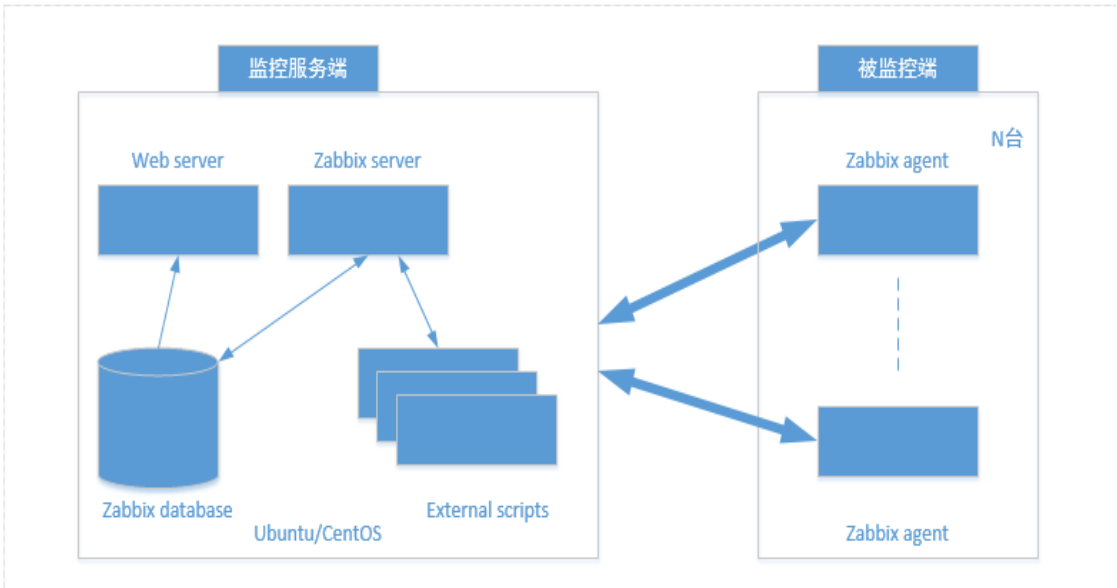 监控服务端
被监控端
N台
Web server
Zabbix server
Zabbix agent
Zabbix database
External scripts
Ubuntu/CentOS
Zabbix agent